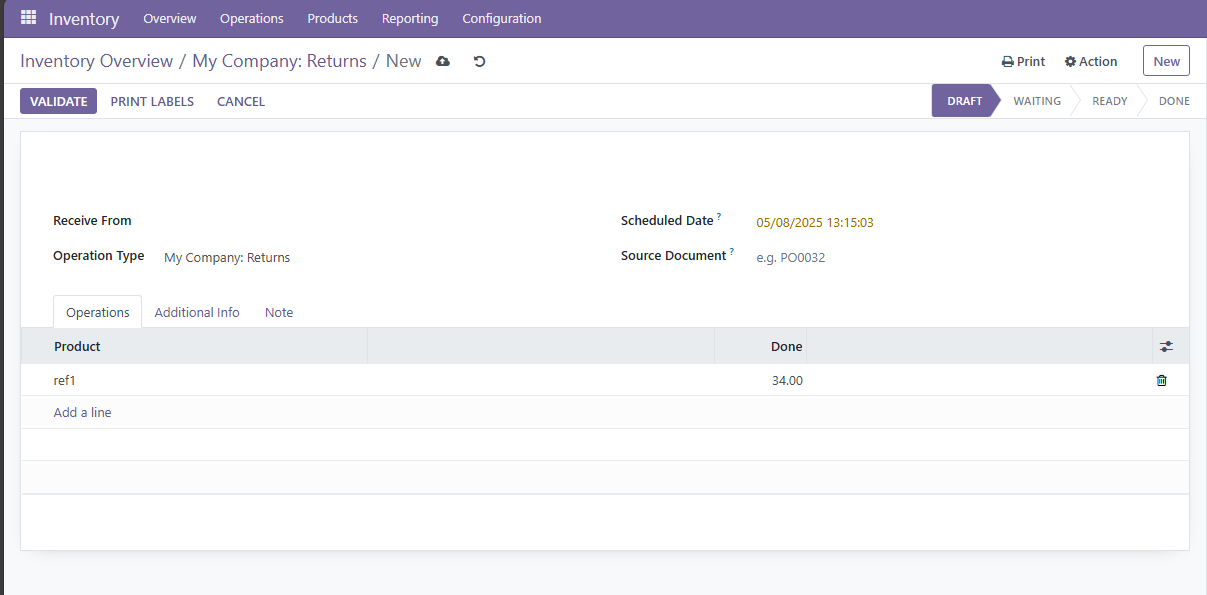 Inventory Overview Operations Products Reporting Configuration
Inventory Overview / My Company: Returns / New Print Action New
VALIDATE PRINT LABELS CANCEL DRAFT WAITING READY DONE
Receive From Scheduled Date ? 05/08/2025 13:15:03
Operation Type My Company: Returns Source Document ? e.g. PO0032
Operations Additional Info Note
Product Done
ref1 34.00
Add a line